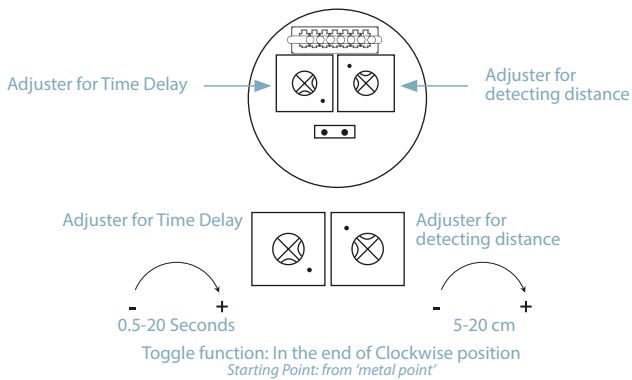 Adjuster for Time Delay
Adjuster for
detecting distance
Adjuster for Time Delay
Adjuster for
detecting distance
- +
0.5-20 Seconds
- +
5-20 cm
Toggle function: In the end of Clockwise position
Starting Point: from ‘metal point’